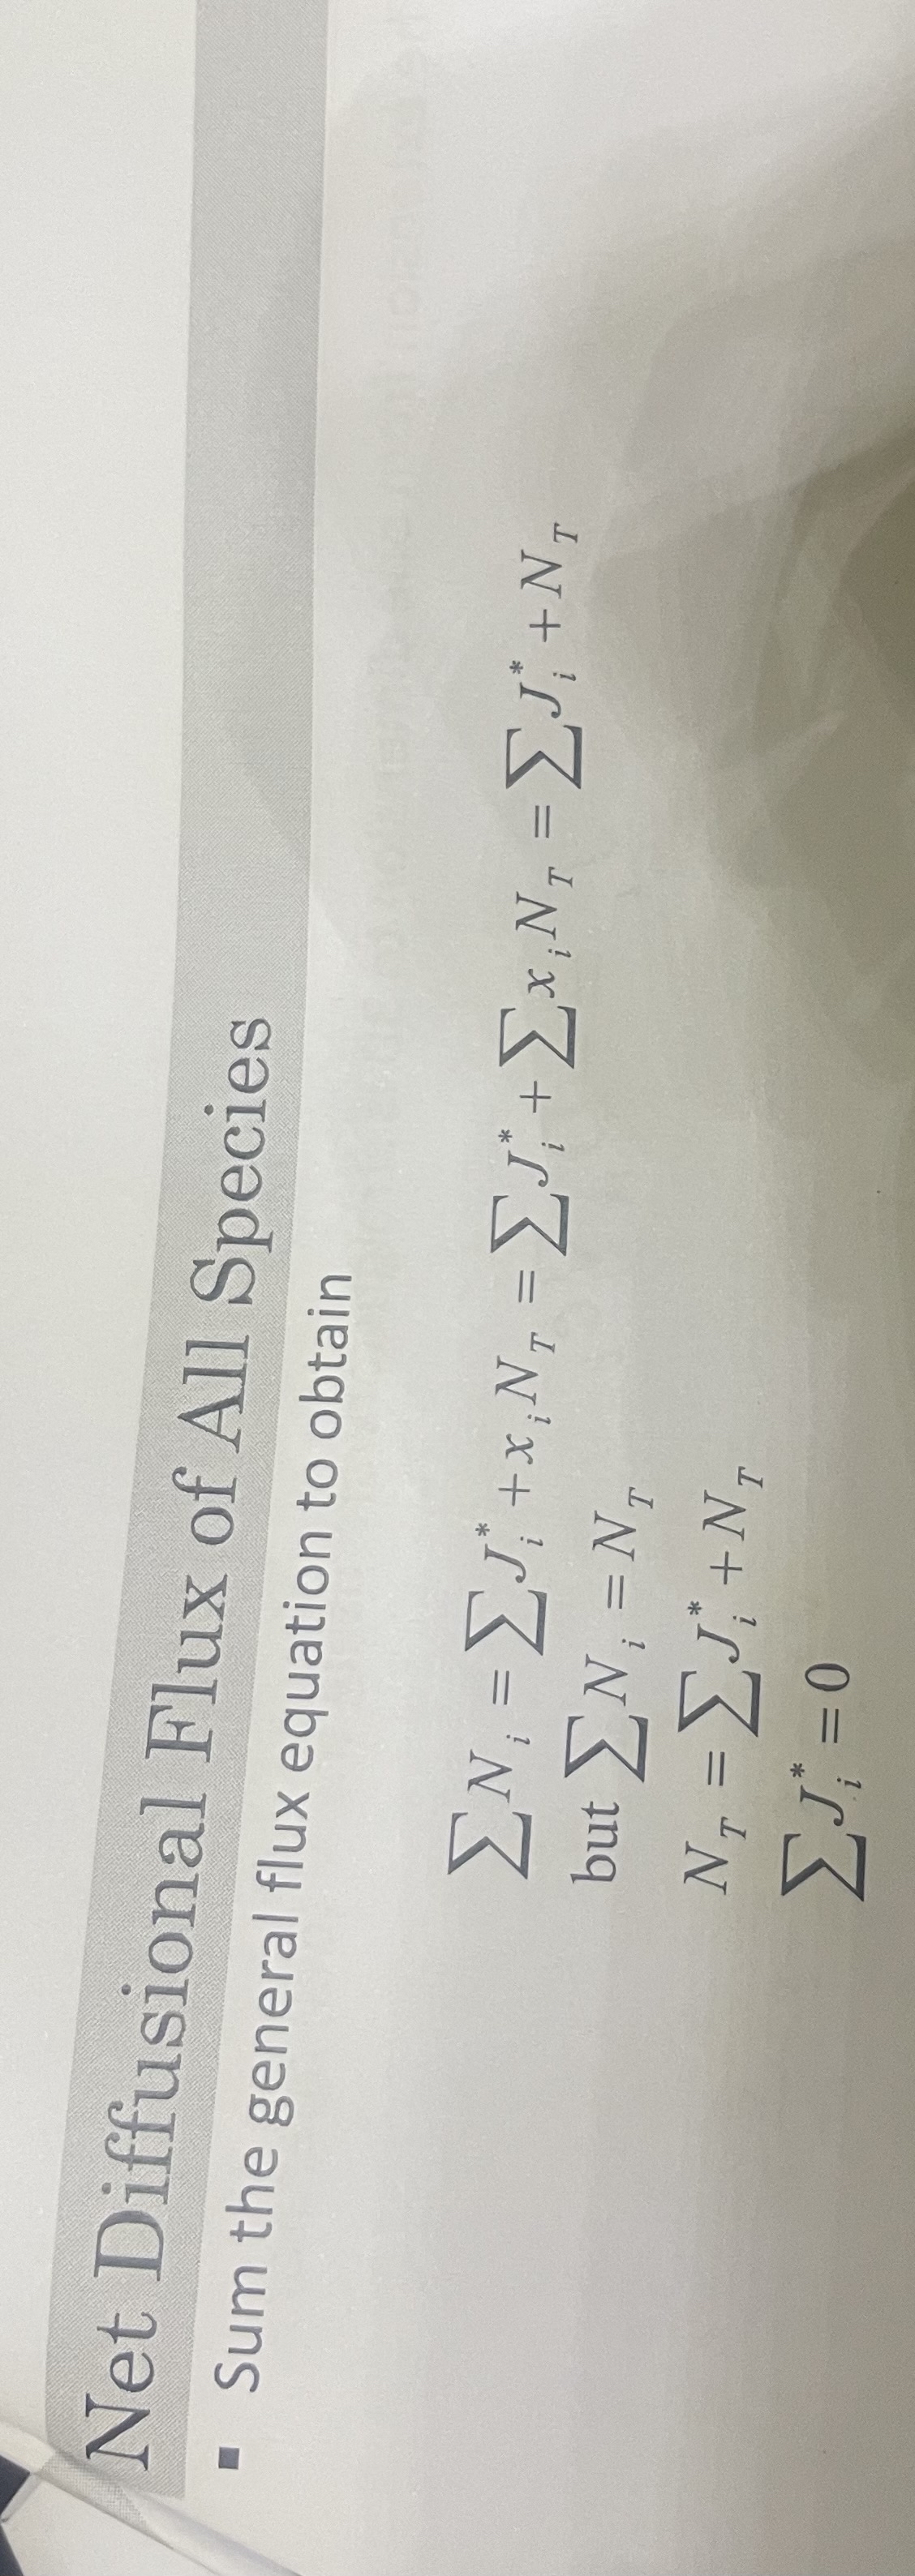 Net Diffusional Flux of All Species
▪ Sum the general flux equation to obtain
∑N_i = ∑J_i^* + x_i N_T = ∑J_i^* + ∑x_i N_T = ∑J_i^* + N_T
but ∑N_i = N_T
N_T = ∑J_i^* + N_T
∑J_i^* = 0